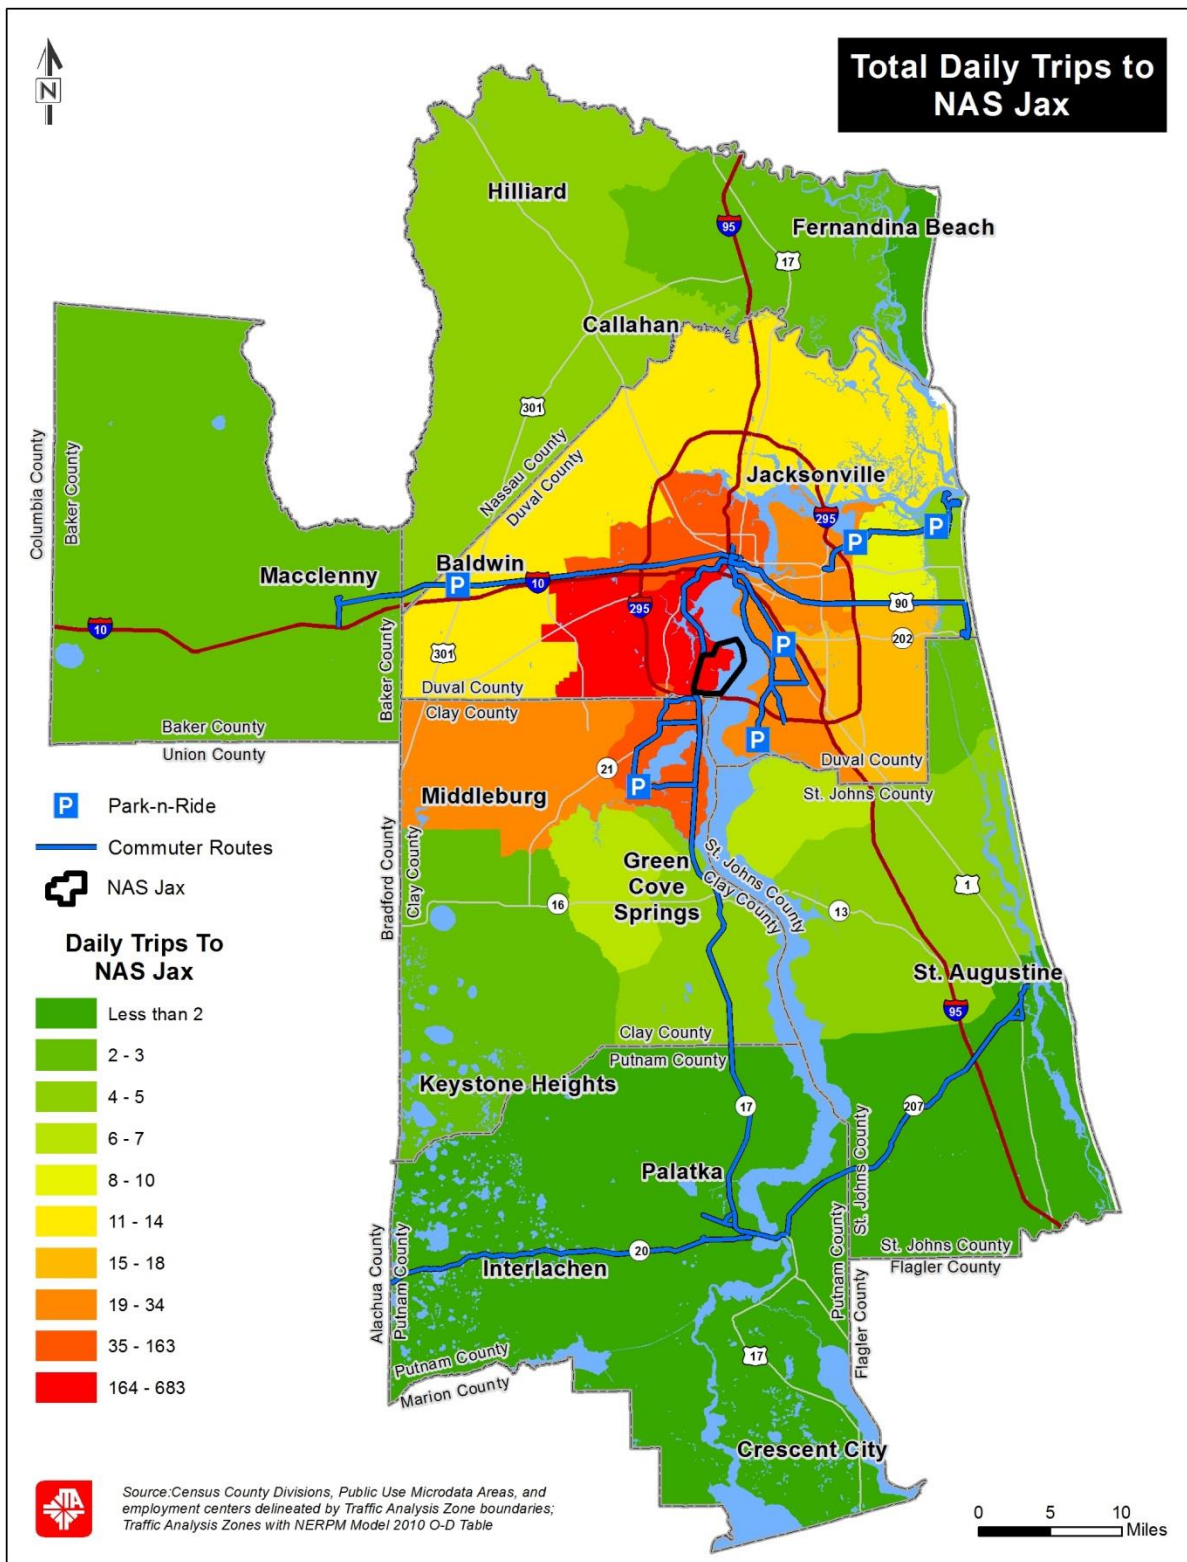 Total Daily Trips to
NAS Jax
N
Hilliard
95
Fernandina Beach
17
Callahan
301
Columbia County
Baker County
Nassau County
Duval County
Jacksonville
295
P
P
Baldwin
Macclenny
P
10
295
90
10
202
P
301
Baker County
Duval County
Duval County
Clay County
Baker County
Union County
P
Duval County
St. Johns County
21
P
Middleburg
P Park-n-Ride
Commuter Routes
NAS Jax
Bradford County
Clay County
Green
Cove
Springs
St. Johns County
Clay County
1
16
13
Daily Trips To
NAS Jax
Less than 2
2 - 3
4 - 5
6 - 7
8 - 10
11 - 14
15 - 18
19 - 34
35 - 163
164 - 683
St. Augustine
95
Clay County
Putnam County
Keystone Heights
17
207
St. Johns County
Palatka
Putnam County
St. Johns County
Flagler County
20
Interlachen
Alachua County
Putnam County
Putnam County
Flagler County
Putnam County
Marion County
17
Crescent City
JTA
Source:Census County Divisions, Public Use Microdata Areas, and
employment centers delineated by Traffic Analysis Zone boundaries;
Traffic Analysis Zones with NERPM Model 2010 O-D Table
0 5 10
Miles